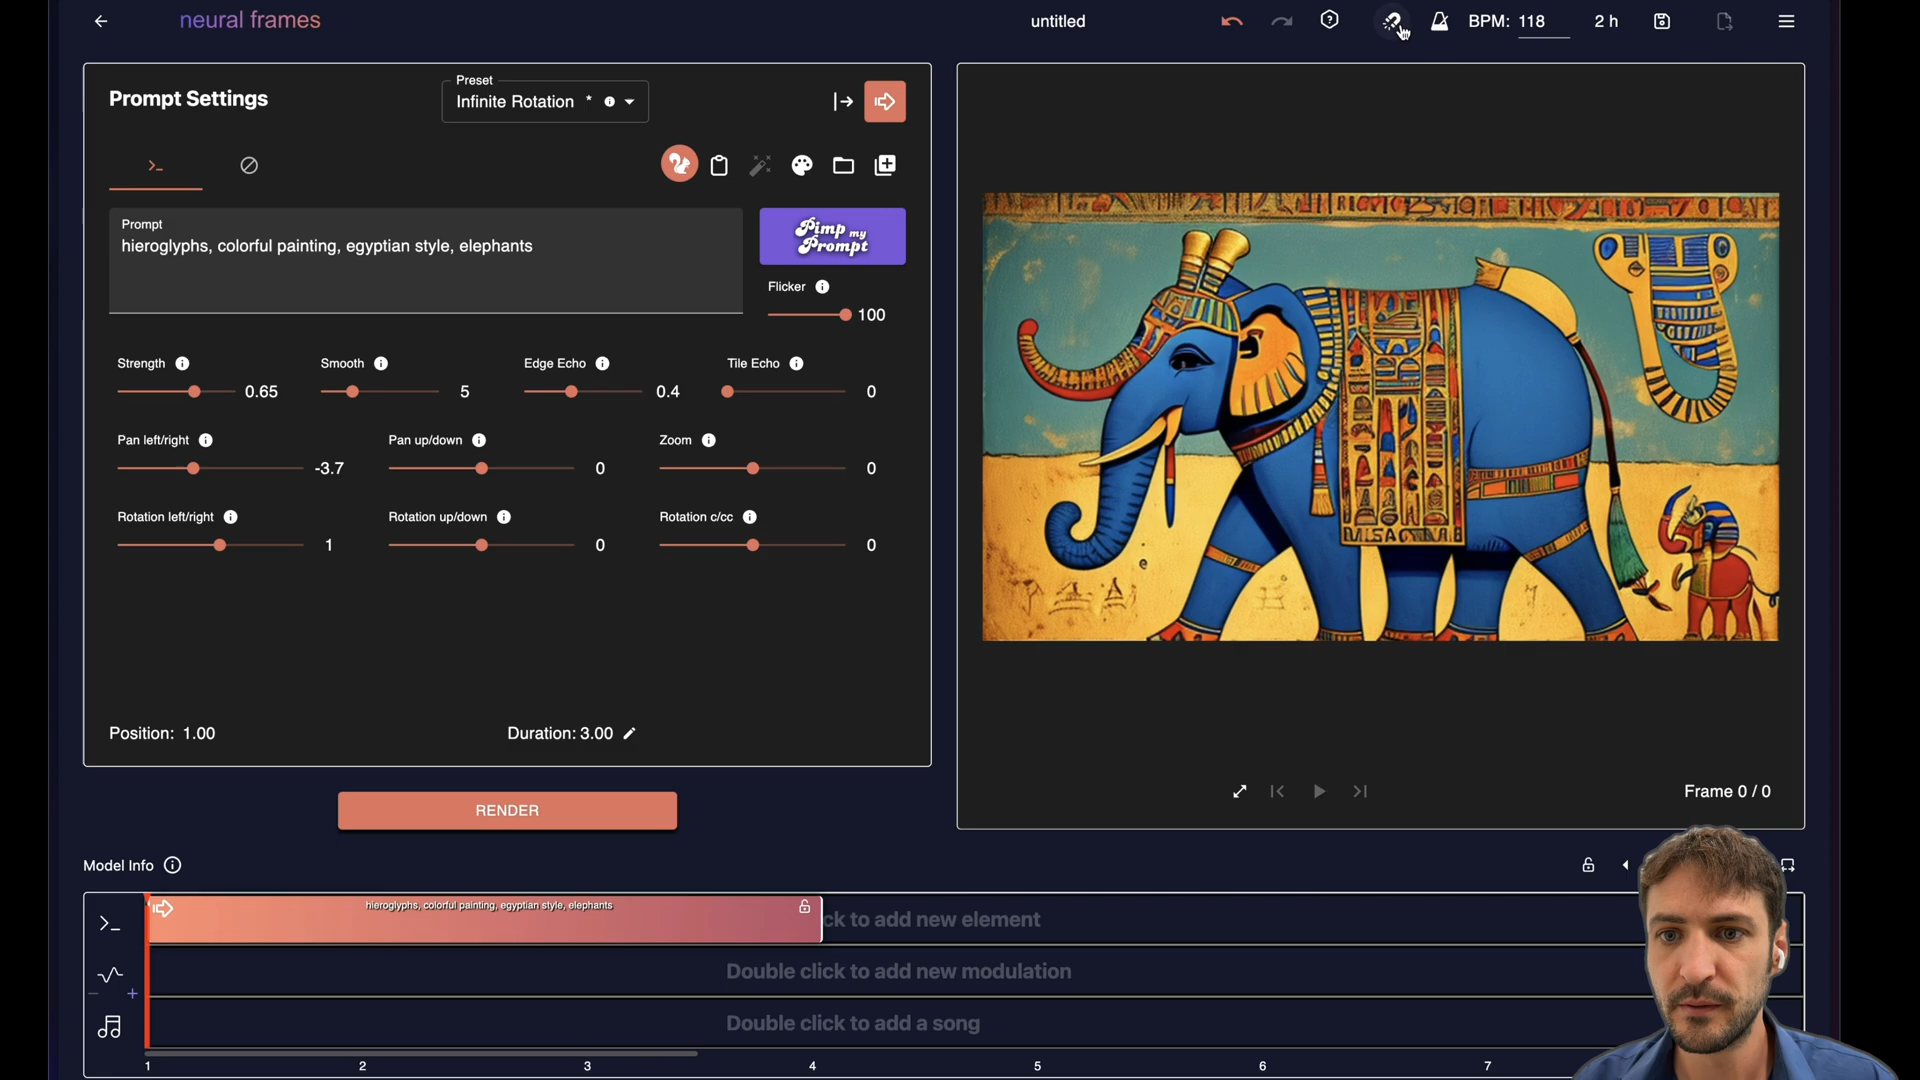 neural frames
untitled
BPM: 118
2 h
Prompt Settings
Preset
Infinite Rotation *
Prompt
hieroglyphs, colorful painting, egyptian style, elephants
Pimp my Prompt
Flicker
100
Strength
0.65
Smooth
5
Edge Echo
0.4
Tile Echo
0
Pan left/right
-3.7
Pan up/down
0
Zoom
0
Rotation left/right
1
Rotation up/down
0
Rotation c/cc
0
Position: 1.00
Duration: 3.00
RENDER
Frame 0 / 0
Model Info
hieroglyphs, colorful painting, egyptian style, elephants
ck to add new element
Double click to add new modulation
Double click to add a song
1 2 3 4 5 6 7